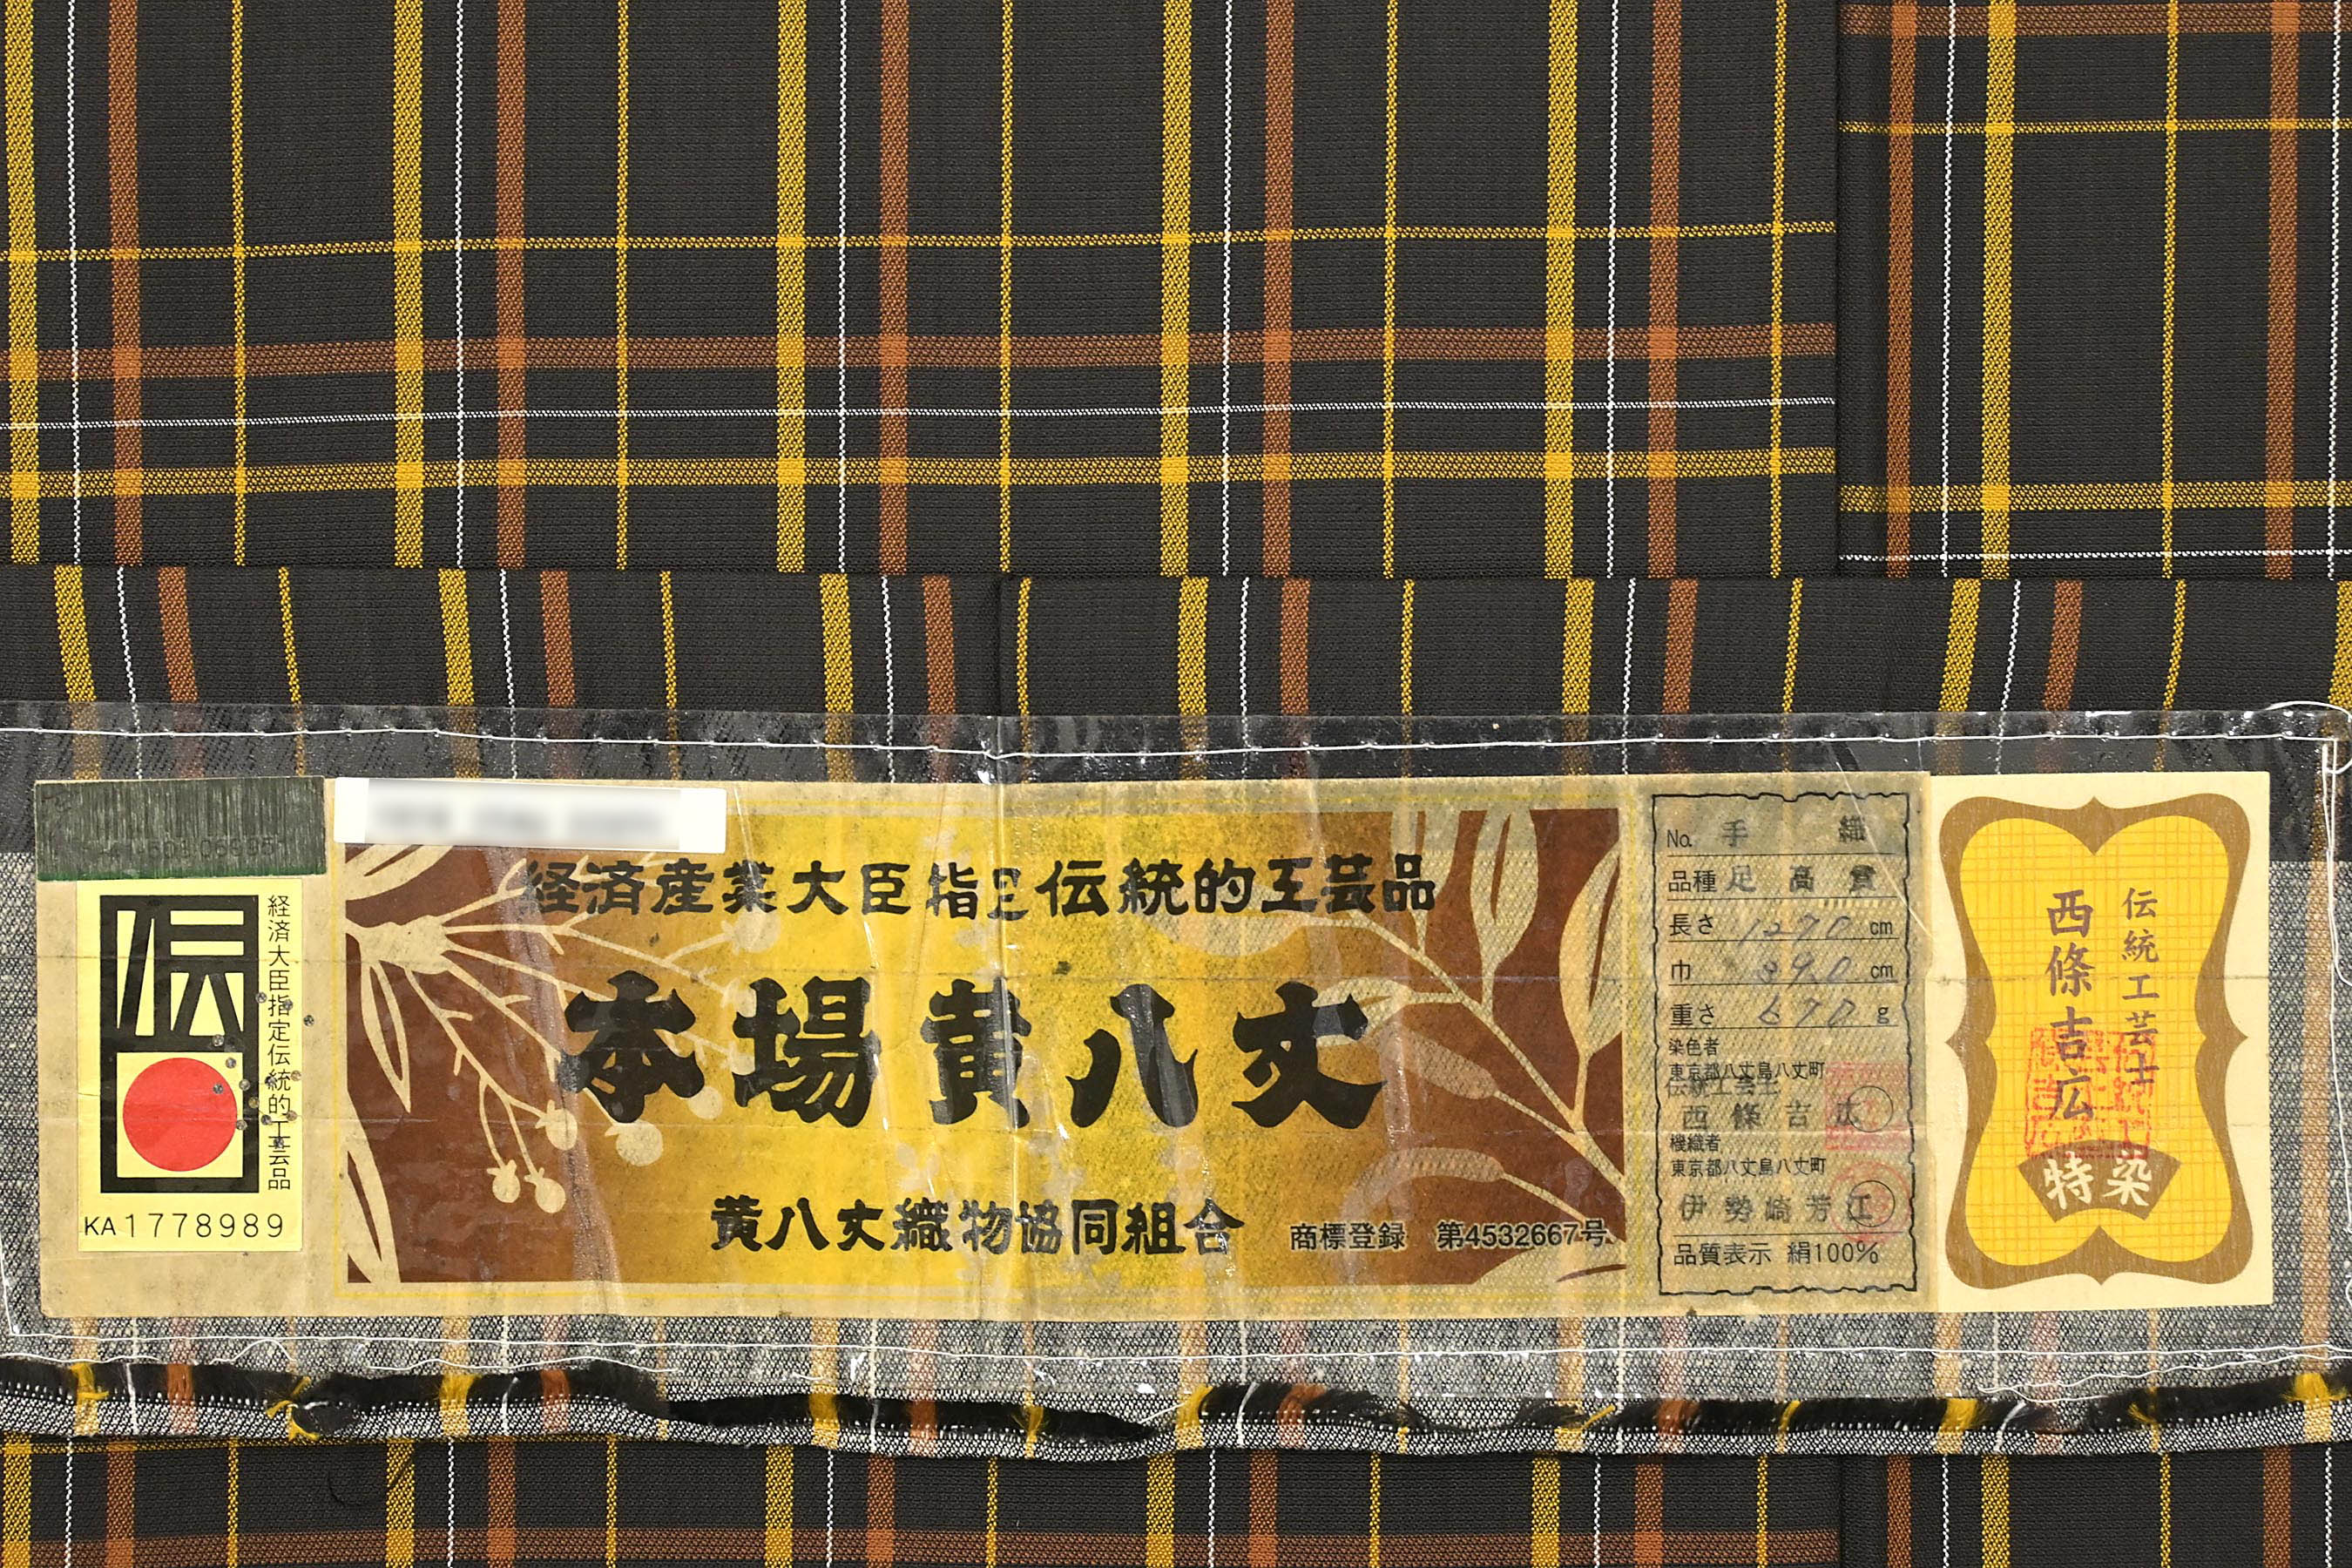 伝
経済大臣指定伝統的工芸品
KA1778989
経済産業大臣指定伝統的工芸品
本場黄八丈
黄八丈織物協同組合
商標登録 第4532667号
No. 手織
品種 足高貫
長さ 1270 cm
巾 39.0 cm
重さ 670 g
染色者
東京都八丈島八丈町
伝統工芸士
西條吉広
機織者
東京都八丈島八丈町
伊勢崎芳江
品質表示 絹100%
伝統工芸士
西條吉広
特染